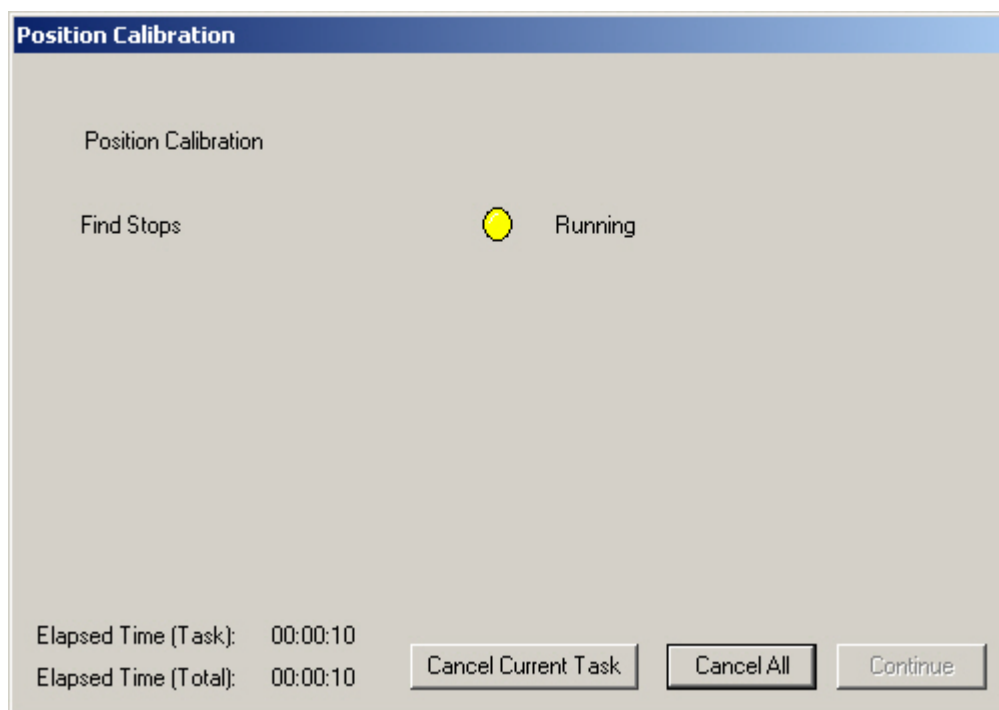 Position Calibration
Position Calibration
Find Stops Running
Elapsed Time (Task): 00:00:10
Elapsed Time (Total): 00:00:10
Cancel Current Task Cancel All Continue